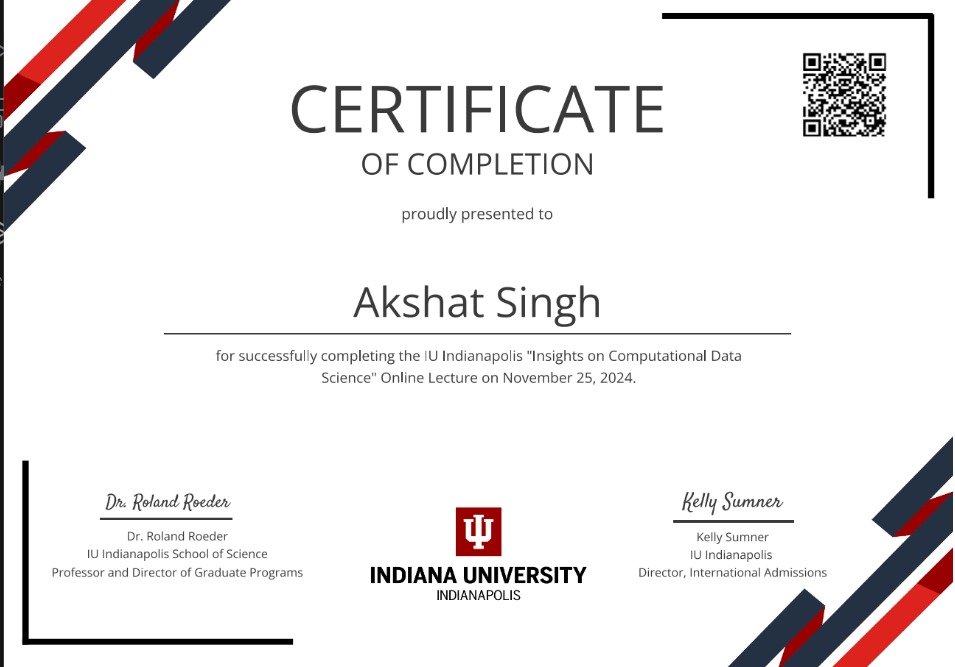 CERTIFICATE
OF COMPLETION
proudly presented to
Akshat Singh
for successfully completing the IU Indianapolis "Insights on Computational Data
Science" Online Lecture on November 25, 2024.
Dr. Roland Roeder
Dr. Roland Roeder
IU Indianapolis School of Science
Professor and Director of Graduate Programs
INDIANA UNIVERSITY
INDIANAPOLIS
Kelly Sumner
Kelly Sumner
IU Indianapolis
Director, International Admissions